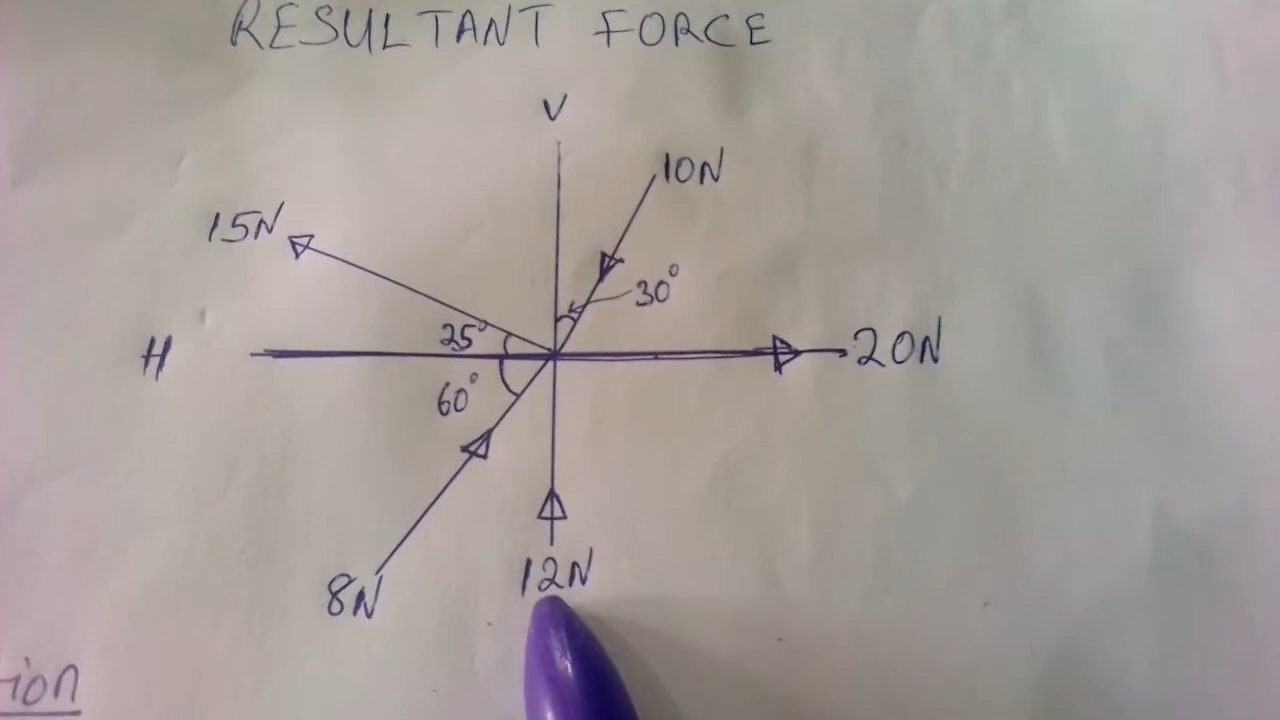 RESULTANT FORCE
V
10N
15N
30°
25°
H
20N
60°
12N
8N
ion